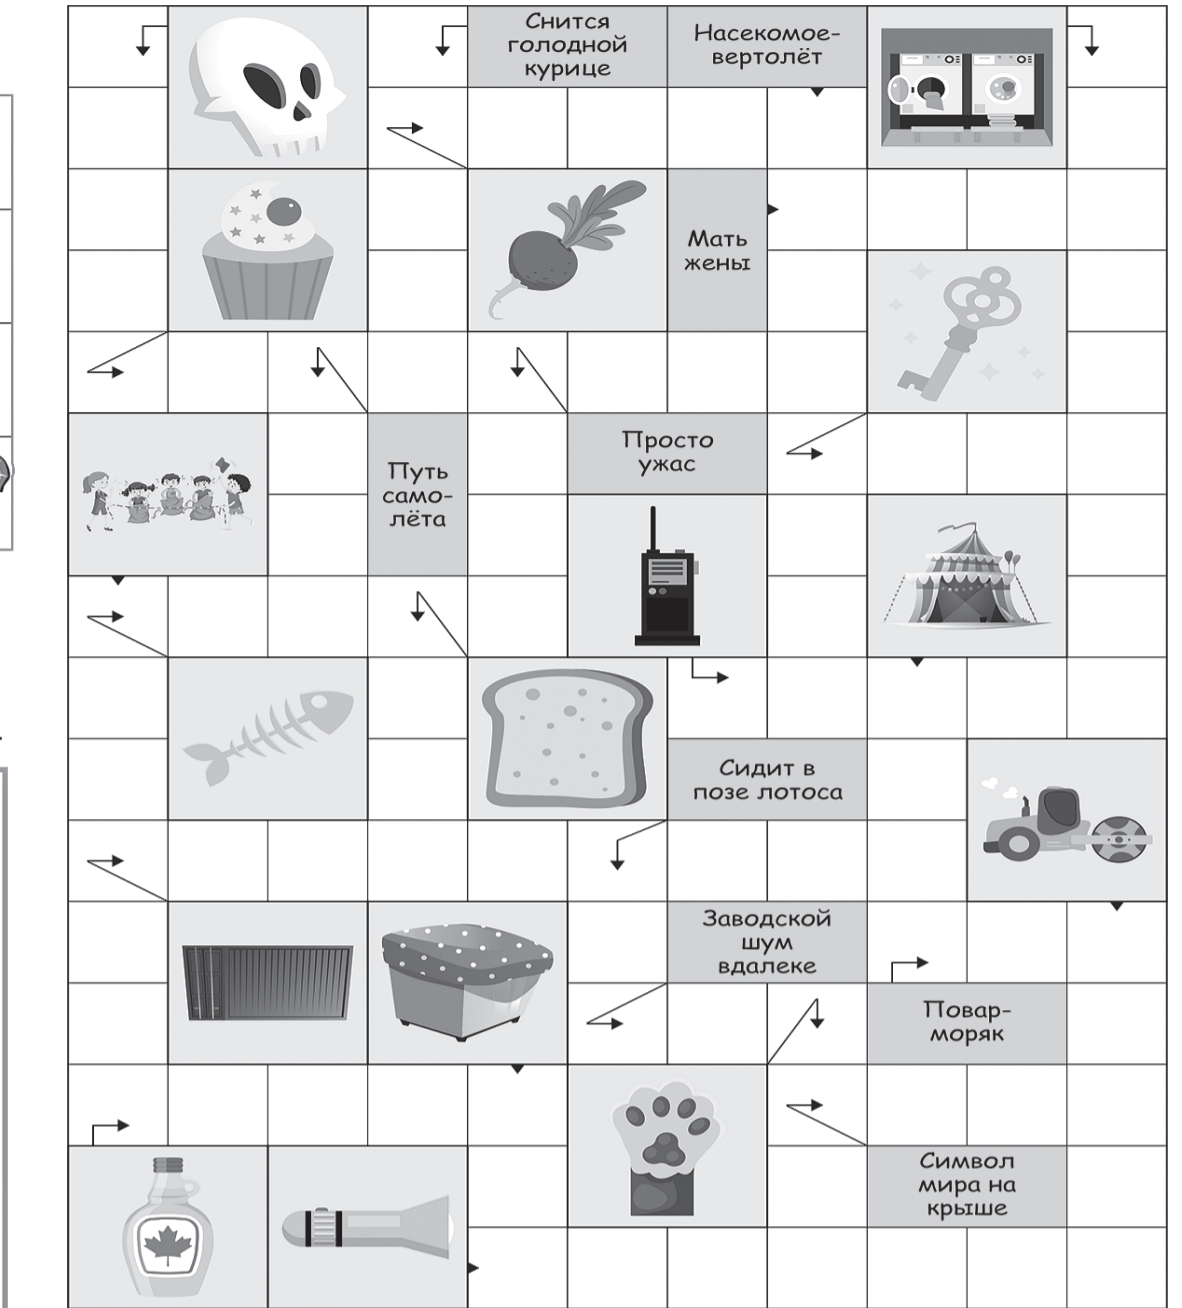 Снится
голодной
курице
Насекомое-
вертолёт
Мать
жены
Просто
ужас
Путь
само-
лёта
Сидит в
позе лотоса
Заводской
шум
вдалеке
Повар-
моряк
Символ
мира на
крыше